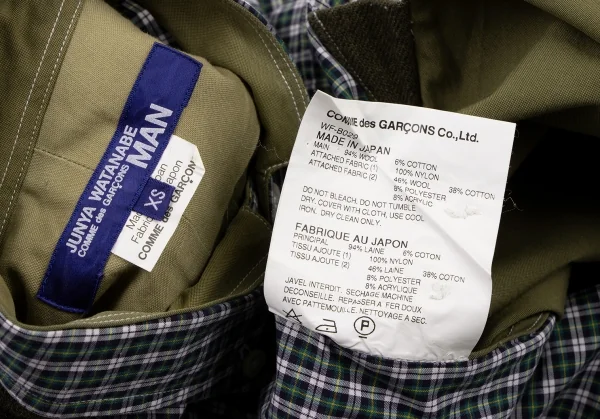 JUNYA WATANABE
COMME des GARÇONS
MAN
XS
Made in Japan
COMME des GARÇONS
COMME des GARÇONS Co.,Ltd.
WF-B029
MADE IN JAPAN
MAIN 94% WOOL 6% COTTON
ATTACHED FABRIC (1) 100% NYLON
ATTACHED FABRIC (2) 46% WOOL 38% COTTON
8% POLYESTER
8% ACRYLIC
DO NOT BLEACH. DO NOT TUMBLE
DRY. COVER WITH CLOTH, USE COOL
IRON. DRY CLEAN ONLY.
FABRIQUE AU JAPON
PRINCIPAL 94% LAINE 6% COTON
TISSU AJOUTE (1) 100% NYLON
TISSU AJOUTE (2) 46% LAINE 38% COTON
8% POLYESTER
8% ACRYLIQUE
JAVEL INTERDIT. SECHAGE MACHINE
DECONSEILLE. REPASSER A FER DOUX
AVEC PATTEMOUILLE. NETTOYAGE A SEC.
P